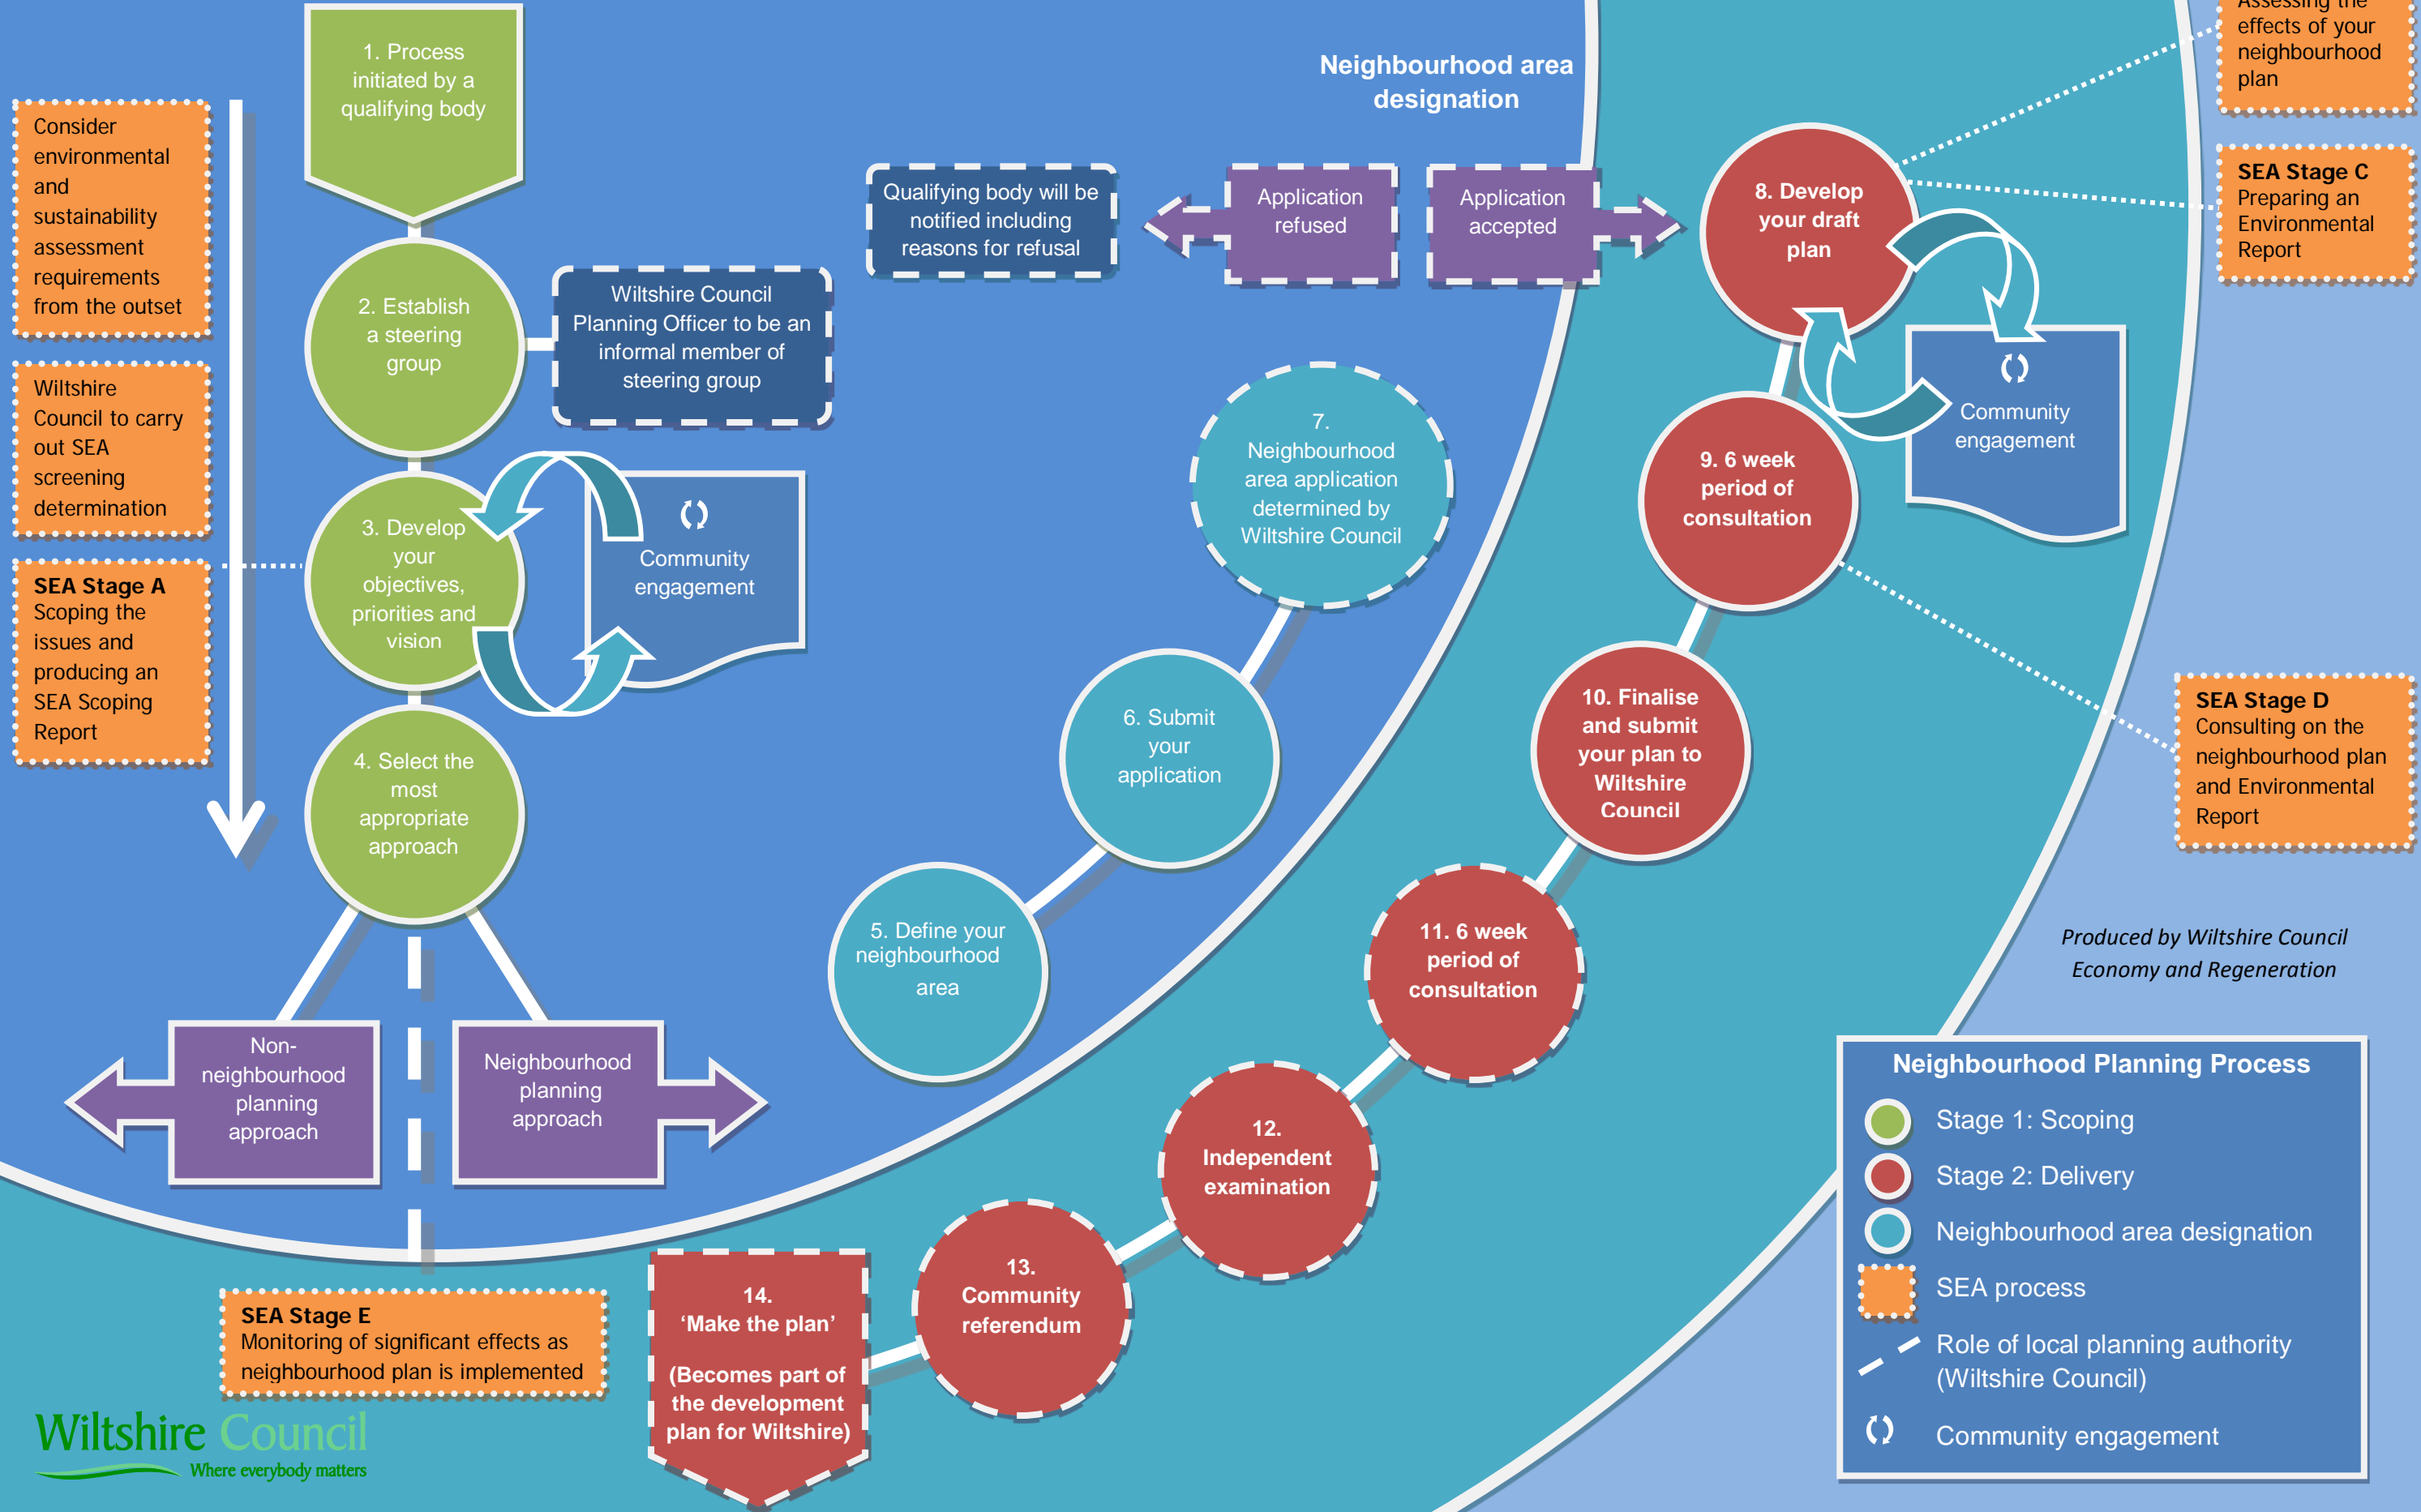 1. Process
initiated by a
qualifying body
Consider
environmental
and
sustainability
assessment
requirements
from the outset
Wiltshire
Council to carry
out SEA
screening
determination
SEA Stage A
Scoping the
issues and
producing an
SEA Scoping
Report
2. Establish
a steering
group
Wiltshire Council
Planning Officer to be an
informal member of
steering group
3. Develop
your
objectives,
priorities and
vision
Community
engagement
4. Select the
most
appropriate
approach
Non-
neighbourhood
planning
approach
Neighbourhood
planning
approach
Neighbourhood area
designation
5. Define your
neighbourhood
area
6. Submit
your
application
7.
Neighbourhood
area application
determined by
Wiltshire Council
Qualifying body will be
notified including
reasons for refusal
Application
refused
Application
accepted
8. Develop
your draft
plan
Community
engagement
Assessing the
effects of your
neighbourhood
plan
SEA Stage C
Preparing an
Environmental
Report
9. 6 week
period of
consultation
SEA Stage D
Consulting on the
neighbourhood plan
and Environmental
Report
10. Finalise
and submit
your plan to
Wiltshire
Council
11. 6 week
period of
consultation
12.
Independent
examination
13.
Community
referendum
14.
‘Make the plan’
(Becomes part of
the development
plan for Wiltshire)
SEA Stage E
Monitoring of significant effects as
neighbourhood plan is implemented
Wiltshire Council
Where everybody matters
Produced by Wiltshire Council
Economy and Regeneration
Neighbourhood Planning Process
Stage 1: Scoping
Stage 2: Delivery
Neighbourhood area designation
SEA process
Role of local planning authority
(Wiltshire Council)
Community engagement